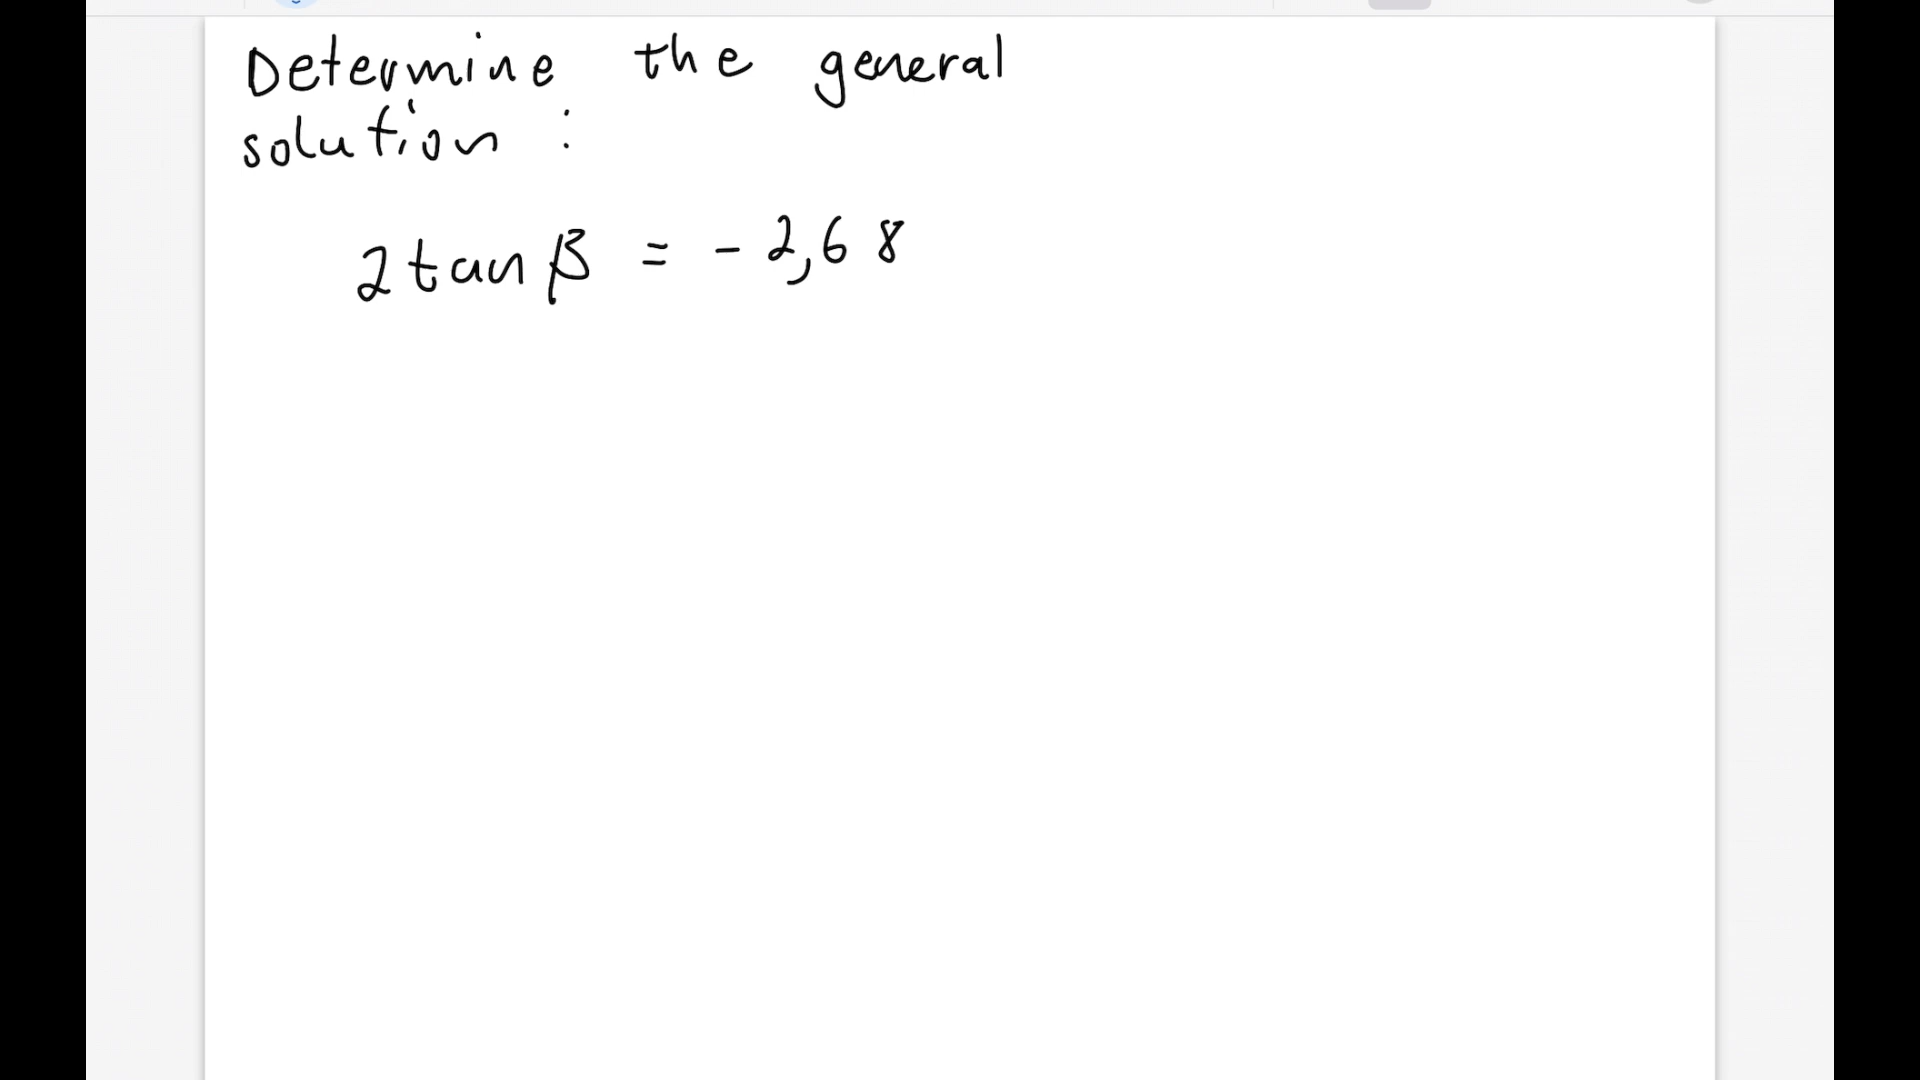 Determine the general
solution :
2 tan β = - 2,68